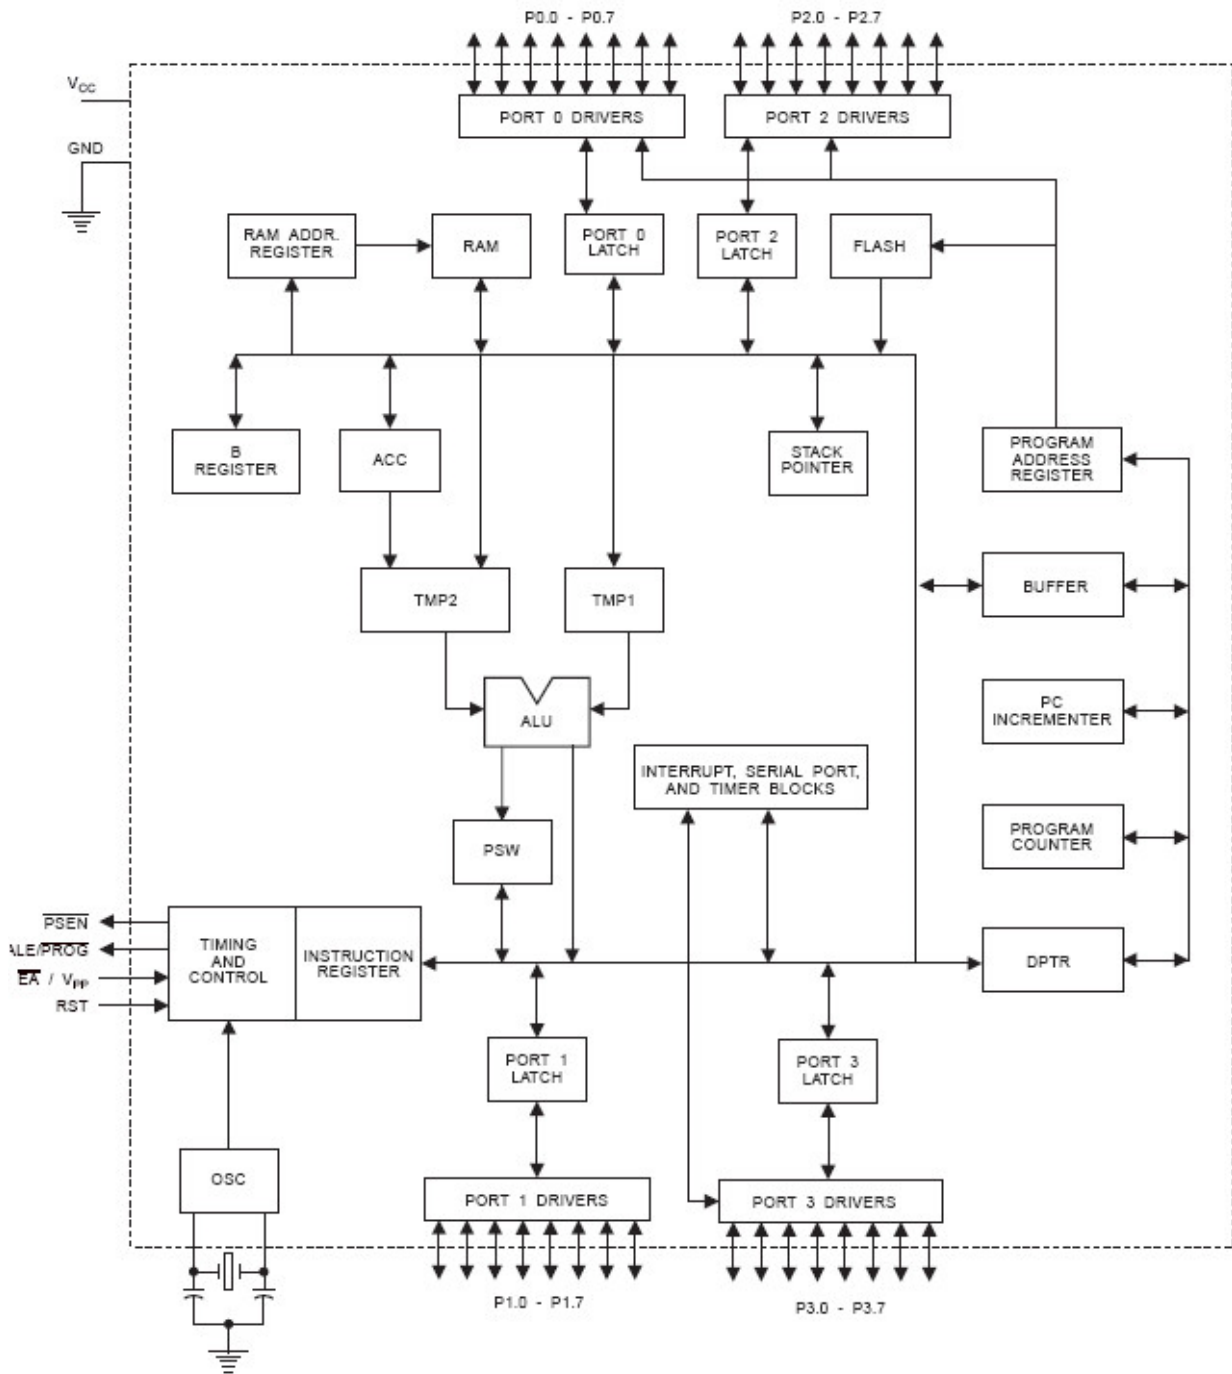 P0.0 - P0.7
P2.0 - P2.7
VCC
PORT 0 DRIVERS
PORT 2 DRIVERS
GND
RAM ADDR.
REGISTER
RAM
PORT 0
LATCH
PORT 2
LATCH
FLASH
B
REGISTER
ACC
STACK
POINTER
PROGRAM
ADDRESS
REGISTER
TMP2
TMP1
BUFFER
ALU
PC
INCREMENTER
INTERRUPT, SERIAL PORT,
AND TIMER BLOCKS
PSW
PROGRAM
COUNTER
PSEN
ALE/PROG
EA / VPP
RST
TIMING
AND
CONTROL
INSTRUCTION
REGISTER
DPTR
PORT 1
LATCH
PORT 3
LATCH
OSC
PORT 1 DRIVERS
PORT 3 DRIVERS
P1.0 - P1.7
P3.0 - P3.7